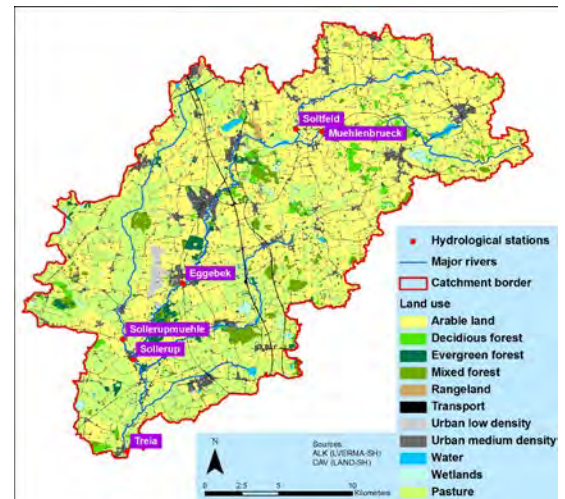 Soltfeld
Muehlenbrueck
Eggebek
Sollerupmuehle
Sollerup
Treia
Hydrological stations
Major rivers
Catchment border
Land use
Arable land
Decidious forest
Evergreen forest
Mixed forest
Rangeland
Transport
Urban low density
Urban medium density
Water
Wetlands
Pasture
N
Sources:
ALK (LVERMA-SH)
DAV (LAND-SH)
0 2,5 5 10
Kilometers